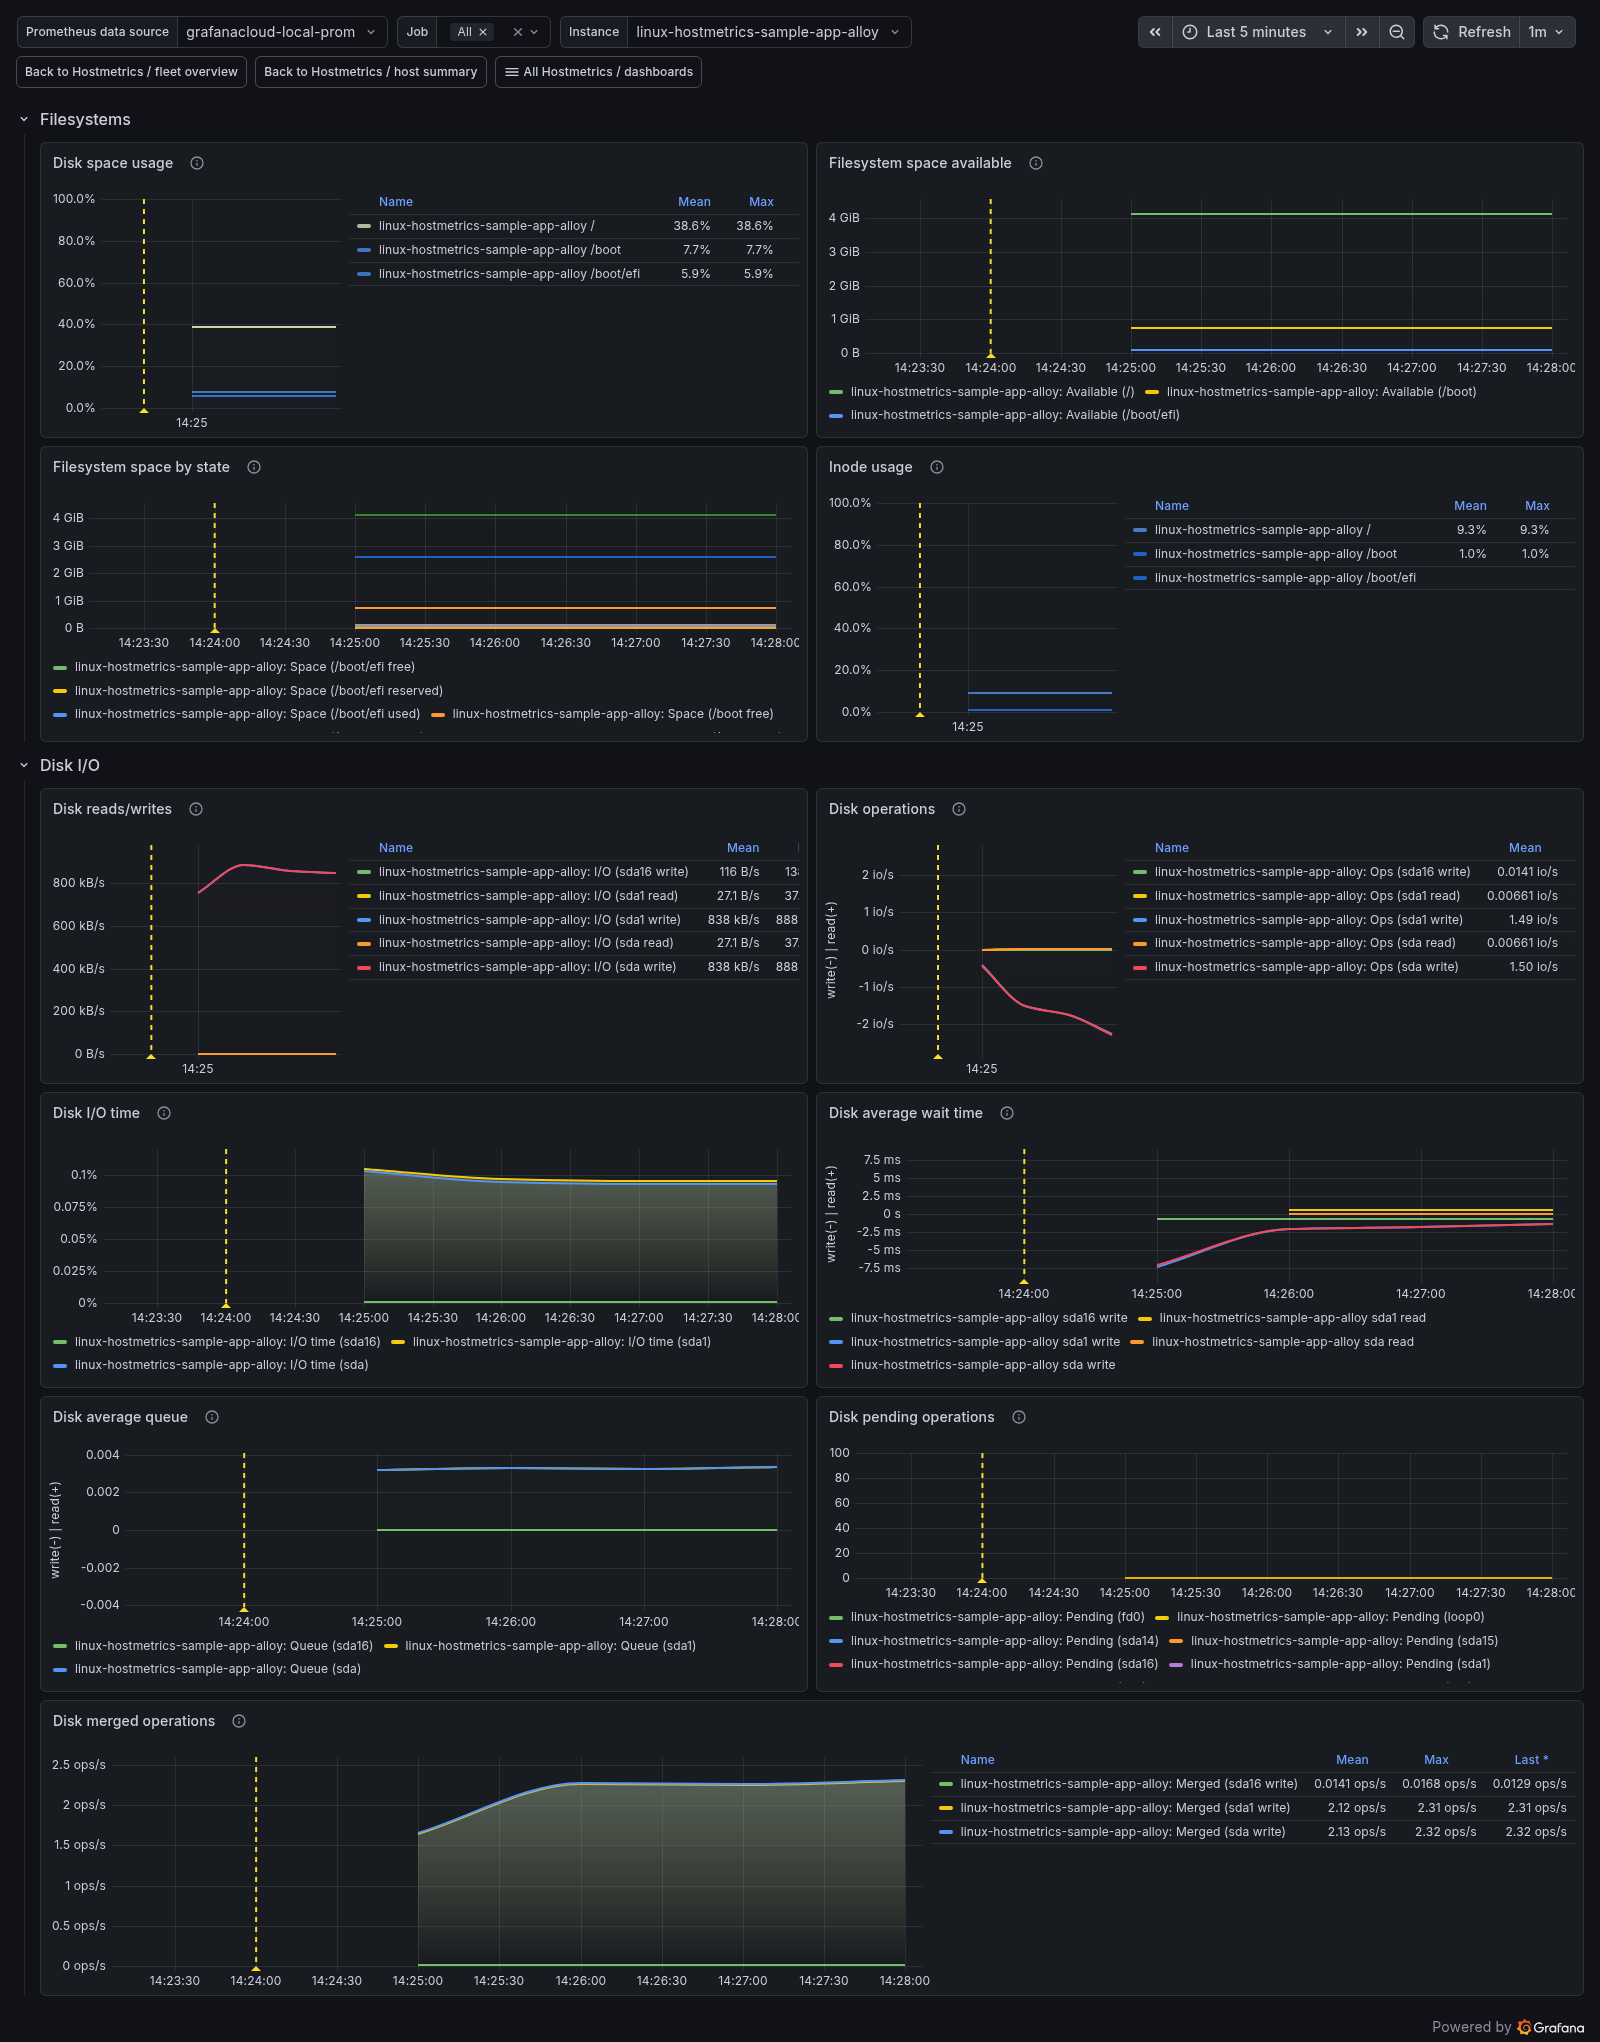 Prometheus data source grafanacloud-local-prom Job All Instance linux-hostmetrics-sample-app-alloy Last 5 minutes Refresh 1m
Back to Hostmetrics / fleet overview Back to Hostmetrics / host summary All Hostmetrics / dashboards
Filesystems
Disk space usage
100.0%
80.0%
60.0%
40.0%
20.0%
0.0%
14:25
Name Mean Max
linux-hostmetrics-sample-app-alloy / 38.6% 38.6%
linux-hostmetrics-sample-app-alloy /boot 7.7% 7.7%
linux-hostmetrics-sample-app-alloy /boot/efi 5.9% 5.9%
Filesystem space available
4 GiB
3 GiB
2 GiB
1 GiB
0 B
14:23:30 14:24:00 14:24:30 14:25:00 14:25:30 14:26:00 14:26:30 14:27:00 14:27:30 14:28:00
linux-hostmetrics-sample-app-alloy: Available (/) linux-hostmetrics-sample-app-alloy: Available (/boot)
linux-hostmetrics-sample-app-alloy: Available (/boot/efi)
Filesystem space by state
4 GiB
3 GiB
2 GiB
1 GiB
0 B
14:23:30 14:24:00 14:24:30 14:25:00 14:25:30 14:26:00 14:26:30 14:27:00 14:27:30 14:28:00
linux-hostmetrics-sample-app-alloy: Space (/boot/efi free)
linux-hostmetrics-sample-app-alloy: Space (/boot/efi reserved)
linux-hostmetrics-sample-app-alloy: Space (/boot/efi used) linux-hostmetrics-sample-app-alloy: Space (/boot free)
Inode usage
100.0%
80.0%
60.0%
40.0%
20.0%
0.0%
14:25
Name Mean Max
linux-hostmetrics-sample-app-alloy / 9.3% 9.3%
linux-hostmetrics-sample-app-alloy /boot 1.0% 1.0%
linux-hostmetrics-sample-app-alloy /boot/efi
Disk I/O
Disk reads/writes
800 kB/s
600 kB/s
400 kB/s
200 kB/s
0 B/s
14:25
Name Mean
linux-hostmetrics-sample-app-alloy: I/O (sda16 write) 116 B/s
linux-hostmetrics-sample-app-alloy: I/O (sda1 read) 27.1 B/s 37.
linux-hostmetrics-sample-app-alloy: I/O (sda1 write) 838 kB/s 888
linux-hostmetrics-sample-app-alloy: I/O (sda read) 27.1 B/s 37.
linux-hostmetrics-sample-app-alloy: I/O (sda write) 838 kB/s 888
Disk operations
write(-) | read(+)
2 io/s
1 io/s
0 io/s
-1 io/s
-2 io/s
14:25
Name Mean
linux-hostmetrics-sample-app-alloy: Ops (sda16 write) 0.0141 io/s
linux-hostmetrics-sample-app-alloy: Ops (sda1 read) 0.00661 io/s
linux-hostmetrics-sample-app-alloy: Ops (sda1 write) 1.49 io/s
linux-hostmetrics-sample-app-alloy: Ops (sda read) 0.00661 io/s
linux-hostmetrics-sample-app-alloy: Ops (sda write) 1.50 io/s
Disk I/O time
0.1%
0.075%
0.05%
0.025%
0%
14:23:30 14:24:00 14:24:30 14:25:00 14:25:30 14:26:00 14:26:30 14:27:00 14:27:30 14:28:00
linux-hostmetrics-sample-app-alloy: I/O time (sda16) linux-hostmetrics-sample-app-alloy: I/O time (sda1)
linux-hostmetrics-sample-app-alloy: I/O time (sda)
Disk average wait time
write(-) | read(+)
7.5 ms
5 ms
2.5 ms
0 s
-2.5 ms
-5 ms
-7.5 ms
14:24:00 14:25:00 14:26:00 14:27:00 14:28:00
linux-hostmetrics-sample-app-alloy sda16 write linux-hostmetrics-sample-app-alloy sda1 read
linux-hostmetrics-sample-app-alloy sda1 write linux-hostmetrics-sample-app-alloy sda read
linux-hostmetrics-sample-app-alloy sda write
Disk average queue
write(-) | read(+)
0.004
0.002
0
-0.002
-0.004
14:24:00 14:25:00 14:26:00 14:27:00 14:28:00
linux-hostmetrics-sample-app-alloy: Queue (sda16) linux-hostmetrics-sample-app-alloy: Queue (sda1)
linux-hostmetrics-sample-app-alloy: Queue (sda)
Disk pending operations
100
80
60
40
20
0
14:23:30 14:24:00 14:24:30 14:25:00 14:25:30 14:26:00 14:26:30 14:27:00 14:27:30 14:28:00
linux-hostmetrics-sample-app-alloy: Pending (fd0) linux-hostmetrics-sample-app-alloy: Pending (loop0)
linux-hostmetrics-sample-app-alloy: Pending (sda14) linux-hostmetrics-sample-app-alloy: Pending (sda15)
linux-hostmetrics-sample-app-alloy: Pending (sda16) linux-hostmetrics-sample-app-alloy: Pending (sda1)
Disk merged operations
2.5 ops/s
2 ops/s
1.5 ops/s
1 ops/s
0.5 ops/s
0 ops/s
14:23:30 14:24:00 14:24:30 14:25:00 14:25:30 14:26:00 14:26:30 14:27:00 14:27:30 14:28:00
Name Mean Max Last *
linux-hostmetrics-sample-app-alloy: Merged (sda16 write) 0.0141 ops/s 0.0168 ops/s 0.0129 ops/s
linux-hostmetrics-sample-app-alloy: Merged (sda1 write) 2.12 ops/s 2.31 ops/s 2.31 ops/s
linux-hostmetrics-sample-app-alloy: Merged (sda write) 2.13 ops/s 2.32 ops/s 2.32 ops/s
Powered by Grafana